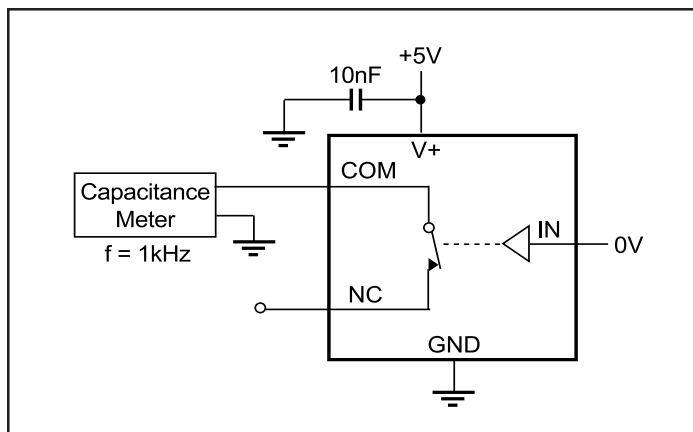 +5V
10nF
V+
COM
Capacitance
Meter
f = 1kHz
IN
0V
NC
GND